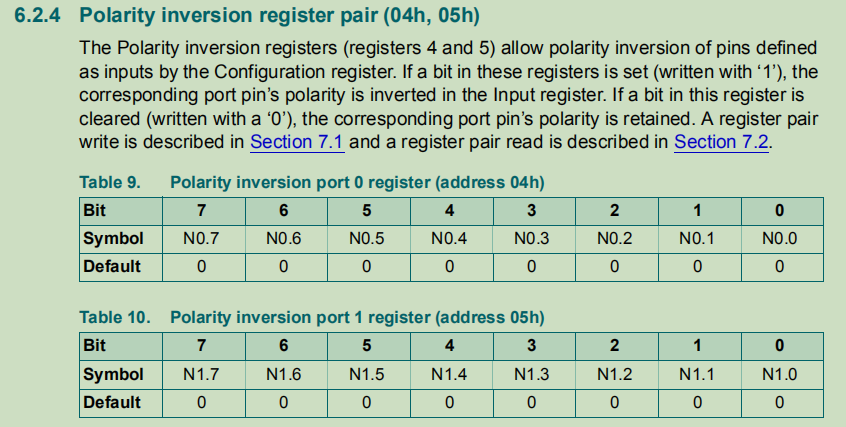 6.2.4 Polarity inversion register pair (04h, 05h)
The Polarity inversion registers (registers 4 and 5) allow polarity inversion of pins defined
as inputs by the Configuration register. If a bit in these registers is set (written with ‘1’), the
corresponding port pin’s polarity is inverted in the Input register. If a bit in this register is
cleared (written with a ‘0’), the corresponding port pin’s polarity is retained. A register pair
write is described in Section 7.1 and a register pair read is described in Section 7.2.
Table 9. Polarity inversion port 0 register (address 04h)
Bit 7 6 5 4 3 2 1 0
Symbol N0.7 N0.6 N0.5 N0.4 N0.3 N0.2 N0.1 N0.0
Default 0 0 0 0 0 0 0 0
Table 10. Polarity inversion port 1 register (address 05h)
Bit 7 6 5 4 3 2 1 0
Symbol N1.7 N1.6 N1.5 N1.4 N1.3 N1.2 N1.1 N1.0
Default 0 0 0 0 0 0 0 0